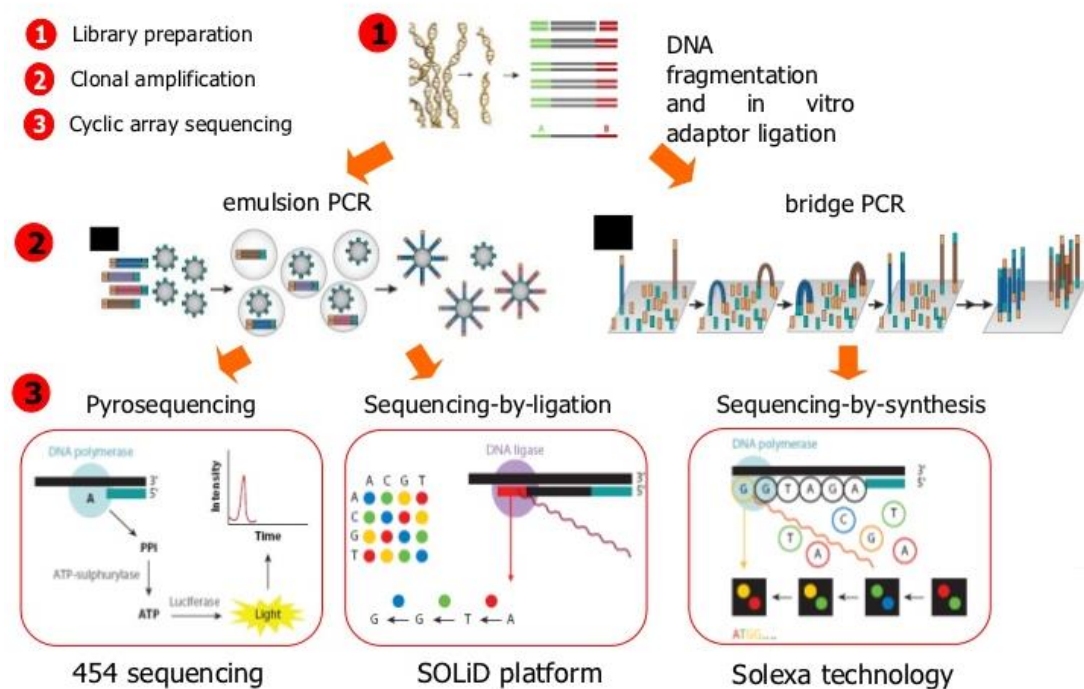 1 Library preparation
2 Clonal amplification
3 Cyclic array sequencing
1
DNA
fragmentation
and in vitro
adaptor ligation
A B
emulsion PCR
bridge PCR
2
3
Pyrosequencing
DNA polymerase
3'
5'
A
Intensity
Time
PPi
ATP-sulphurylase
ATP
Luciferase
Light
454 sequencing
Sequencing-by-ligation
DNA ligase
3'
5'
A C G T
A
C
G
T
G G T A
SOLiD platform
Sequencing-by-synthesis
DNA polymerase
3'
5'
G G T A G A
C T
T A G A
ATGG....
Solexa technology